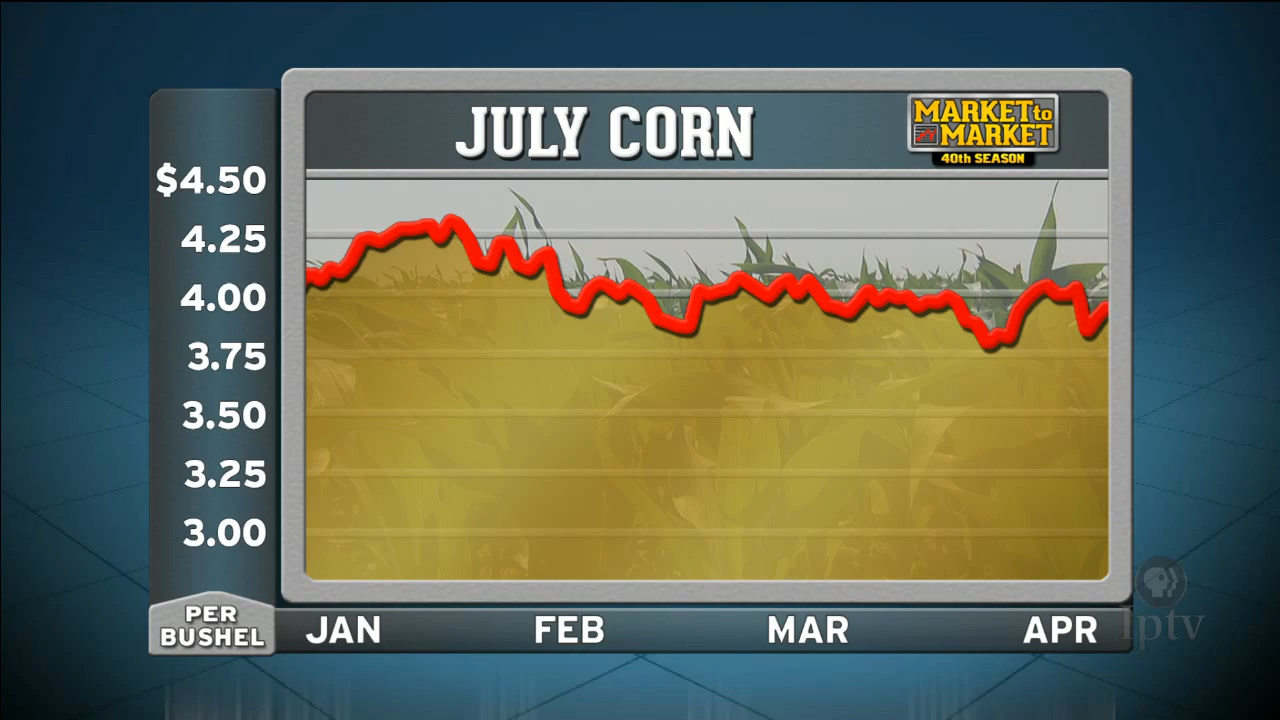 JULY CORN
MARKET to
MARKET
40th SEASON
$4.50
4.25
4.00
3.75
3.50
3.25
3.00
PER
BUSHEL
JAN FEB MAR APR
Iptv